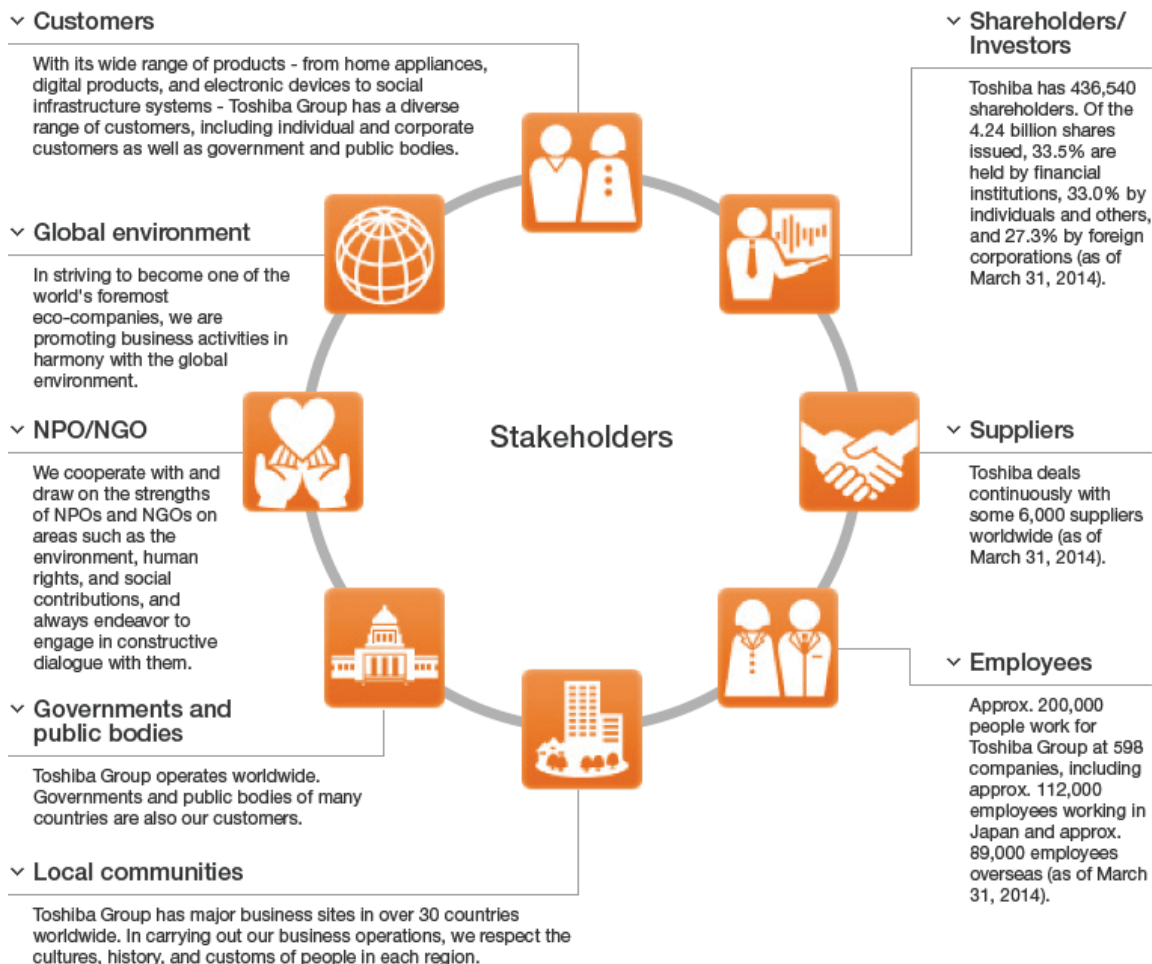 Customers
With its wide range of products - from home appliances,
digital products, and electronic devices to social
infrastructure systems - Toshiba Group has a diverse
range of customers, including individual and corporate
customers as well as government and public bodies.
Shareholders/
Investors
Toshiba has 436,540
shareholders. Of the
4.24 billion shares
issued, 33.5% are
held by financial
institutions, 33.0% by
individuals and others,
and 27.3% by foreign
corporations (as of
March 31, 2014).
Global environment
In striving to become one of the
world's foremost
eco-companies, we are
promoting business activities in
harmony with the global
environment.
NPO/NGO
We cooperate with and
draw on the strengths
of NPOs and NGOs on
areas such as the
environment, human
rights, and social
contributions, and
always endeavor to
engage in constructive
dialogue with them.
Stakeholders
Suppliers
Toshiba deals
continuously with
some 6,000 suppliers
worldwide (as of
March 31, 2014).
Employees
Approx. 200,000
people work for
Toshiba Group at 598
companies, including
approx. 112,000
employees working in
Japan and approx.
89,000 employees
overseas (as of March
31, 2014).
Governments and
public bodies
Toshiba Group operates worldwide.
Governments and public bodies of many
countries are also our customers.
Local communities
Toshiba Group has major business sites in over 30 countries
worldwide. In carrying out our business operations, we respect the
cultures, history, and customs of people in each region.